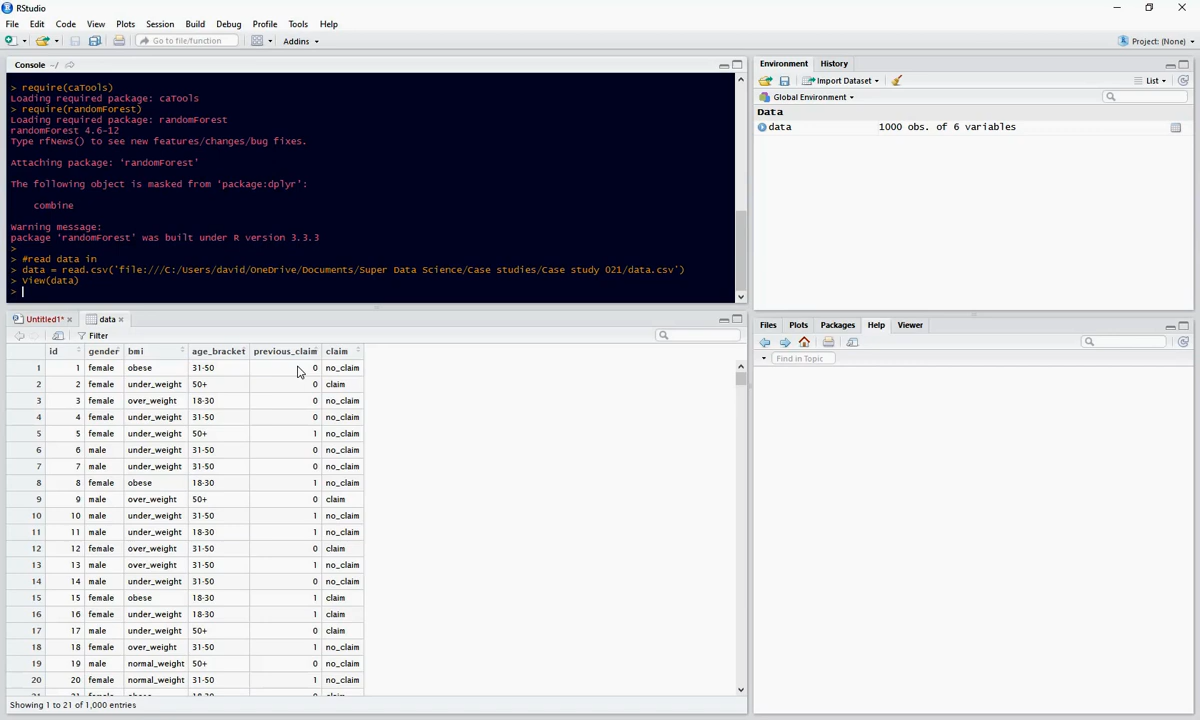 RStudio
File Edit Code View Plots Session Build Debug Profile Tools Help
Go to file/function Addins Project: (None)
Console ~/
> require(caTools)
Loading required package: caTools
> require(randomForest)
Loading required package: randomForest
randomForest 4.6-12
Type rfNews() to see new features/changes/bug fixes.
Attaching package: 'randomForest'
The following object is masked from 'package:dplyr':
combine
Warning message:
package 'randomForest' was built under R version 3.3.3
>
> #read data in
> data = read.csv('file:///C:/Users/david/OneDrive/Documents/Super Data Science/Case studies/Case study 021/data.csv')
> View(data)
>
Untitled1* data
Filter
id gender bmi age_bracket previous_claim claim
1 1 female obese 31-50 0 no_claim
2 2 female under_weight 50+ 0 claim
3 3 female over_weight 18-30 0 no_claim
4 4 female under_weight 31-50 0 no_claim
5 5 female under_weight 50+ 1 no_claim
6 6 male under_weight 31-50 0 no_claim
7 7 male under_weight 31-50 0 no_claim
8 8 female obese 18-30 1 no_claim
9 9 male over_weight 50+ 0 claim
10 10 male under_weight 31-50 1 no_claim
11 11 male under_weight 18-30 1 no_claim
12 12 female over_weight 31-50 0 claim
13 13 male over_weight 31-50 1 no_claim
14 14 male under_weight 31-50 0 no_claim
15 15 female obese 18-30 1 claim
16 16 female under_weight 18-30 1 claim
17 17 male under_weight 50+ 0 claim
18 18 female over_weight 31-50 1 no_claim
19 19 male normal_weight 50+ 0 no_claim
20 20 female normal_weight 31-50 1 no_claim
Showing 1 to 21 of 1,000 entries
Environment History
Import Dataset List
Global Environment
Data
data 1000 obs. of 6 variables
Files Plots Packages Help Viewer
Find in Topic